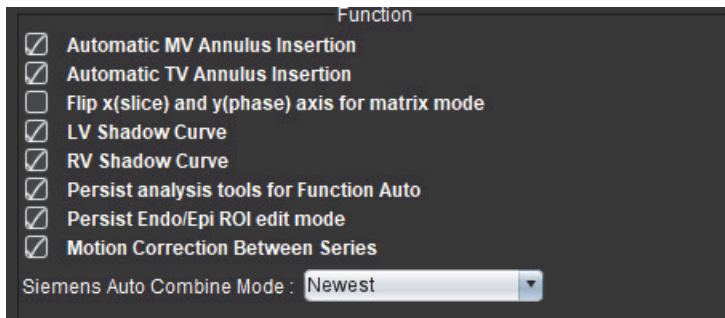 Function
Automatic MV Annulus Insertion
Automatic TV Annulus Insertion
Flip x(slice) and y(phase) axis for matrix mode
LV Shadow Curve
RV Shadow Curve
Persist analysis tools for Function Auto
Persist Endo/Epi ROI edit mode
Motion Correction Between Series
Siemens Auto Combine Mode : Newest